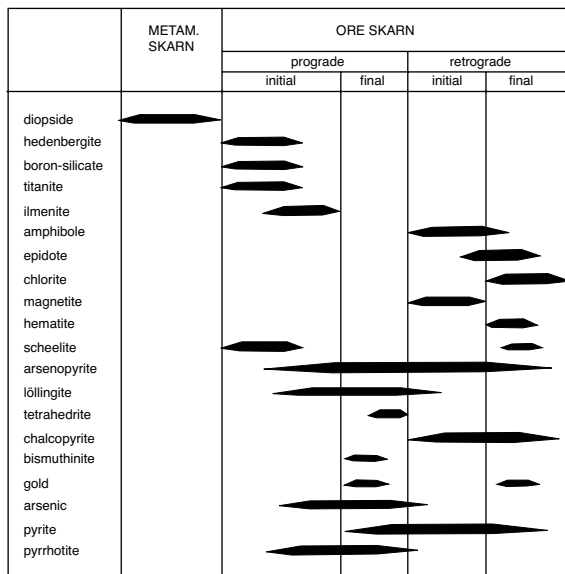 METAM.
SKARN
ORE SKARN
prograde
retrograde
initial
final
initial
final
diopside
hedenbergite
boron-silicate
titanite
ilmenite
amphibole
epidote
chlorite
magnetite
hematite
scheelite
arsenopyrite
löllingite
tetrahedrite
chalcopyrite
bismuthinite
gold
arsenic
pyrite
pyrrhotite